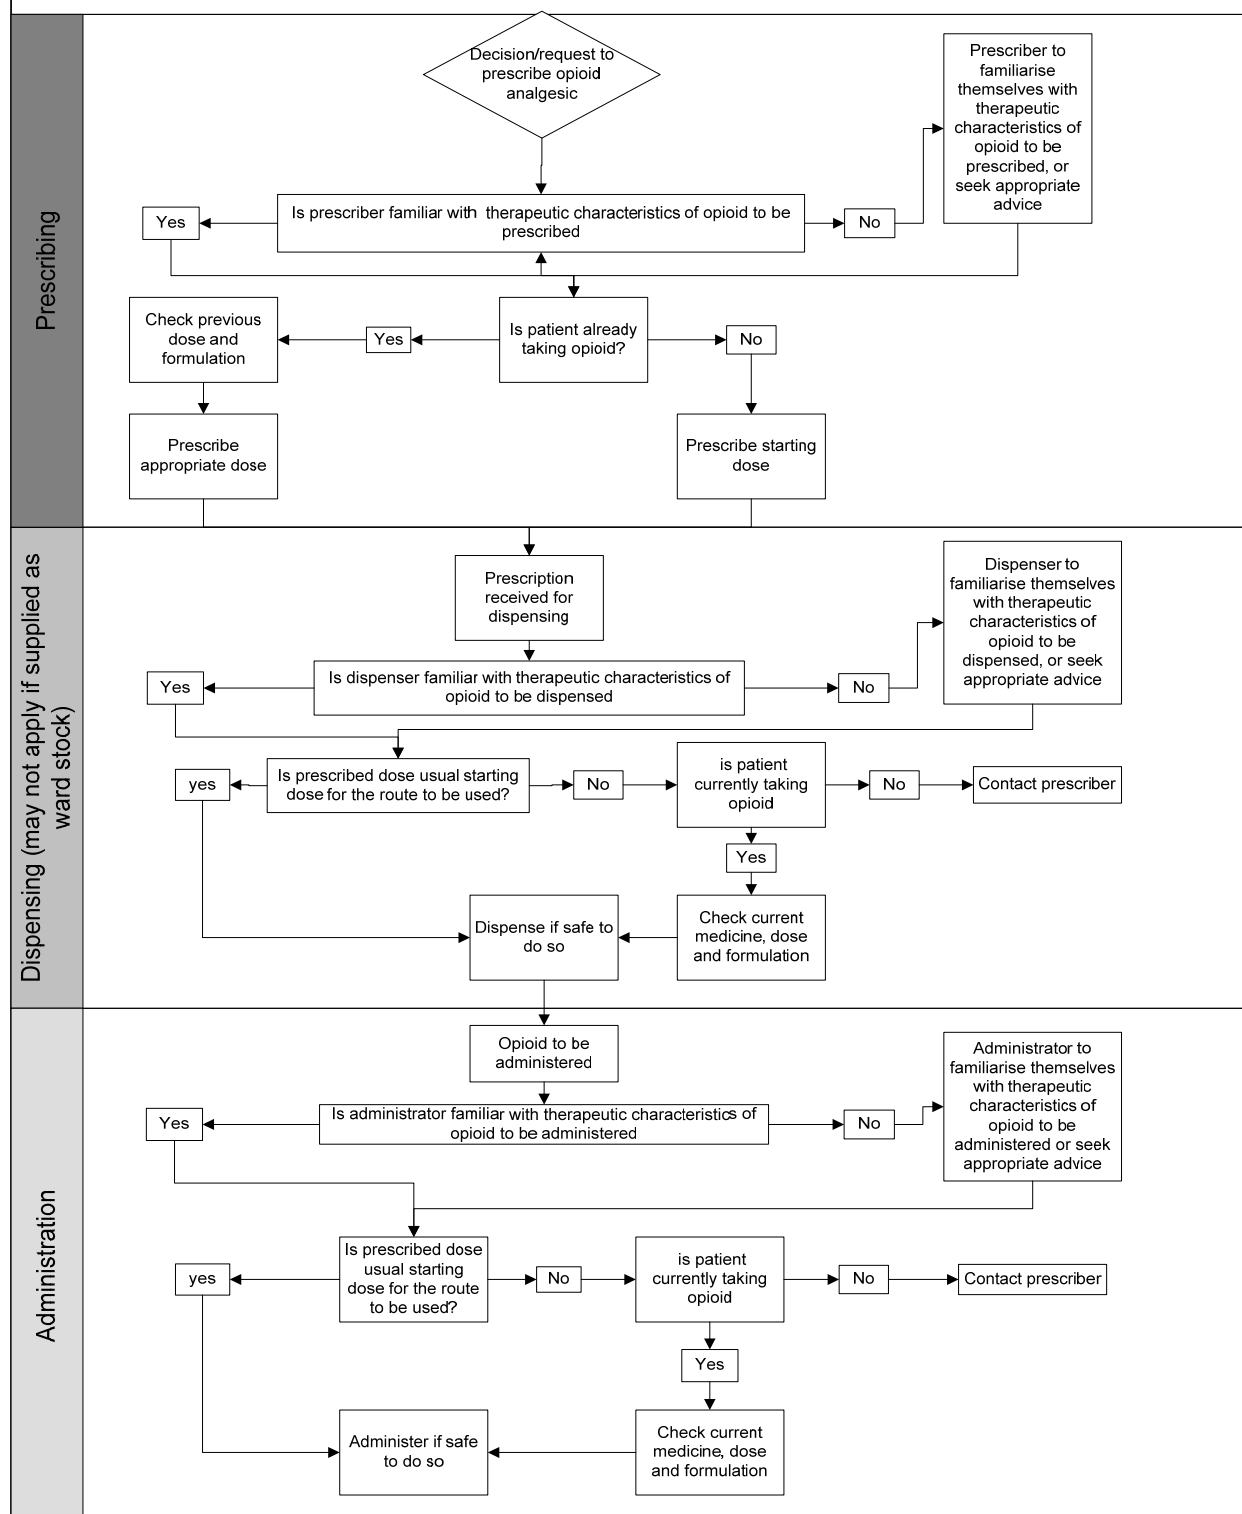 Prescribing
Decision/request to
prescribe opioid
analgesic
Prescriber to
familiarise
themselves with
therapeutic
characteristics of
opioid to be
prescribed, or
seek appropriate
advice
Is prescriber familiar with therapeutic characteristics of opioid to be
prescribed
Yes
No
Check previous
dose and
formulation
Yes
Is patient already
taking opioid?
No
Prescribe
appropriate dose
Prescribe starting
dose
Dispensing (may not apply if supplied as
ward stock)
Prescription
received for
dispensing
Dispenser to
familiarise themselves
with therapeutic
characteristics of
opioid to be
dispensed, or seek
appropriate advice
Yes
Is dispenser familiar with therapeutic characteristics of
opioid to be dispensed
No
yes
Is prescribed dose usual starting
dose for the route to be used?
No
is patient
currently taking
opioid
No
Contact prescriber
Yes
Dispense if safe to
do so
Check current
medicine, dose
and formulation
Administration
Opioid to be
administered
Administrator to
familiarise themselves
with therapeutic
characteristics of
opioid to be
administered or seek
appropriate advice
Yes
Is administrator familiar with therapeutic characteristics of
opioid to be administered
No
yes
Is prescribed dose
usual starting
dose for the route
to be used?
No
is patient
currently taking
opioid
No
Contact prescriber
Yes
Administer if safe
to do so
Check current
medicine, dose
and formulation